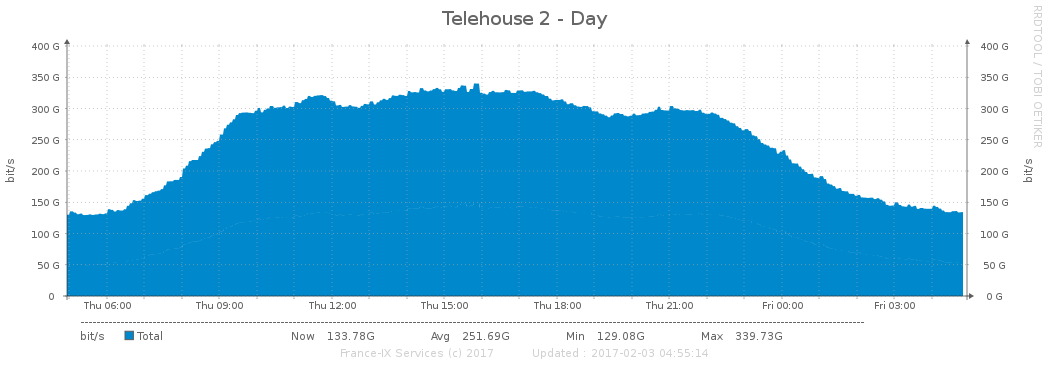 Telehouse 2 - Day
RRDTOOL / TOBI OETIKER
400 G 400 G
350 G 350 G
300 G 300 G
250 G 250 G
200 G 200 G
150 G 150 G
100 G 100 G
50 G 50 G
0 0 G
bit/s
bit/s
Thu 06:00 Thu 09:00 Thu 12:00 Thu 15:00 Thu 18:00 Thu 21:00 Fri 00:00 Fri 03:00
bit/s Total Now 133.78G Avg 251.69G Min 129.08G Max 339.73G
France-IX Services (c) 2017 Updated : 2017-02-03 04:55:14